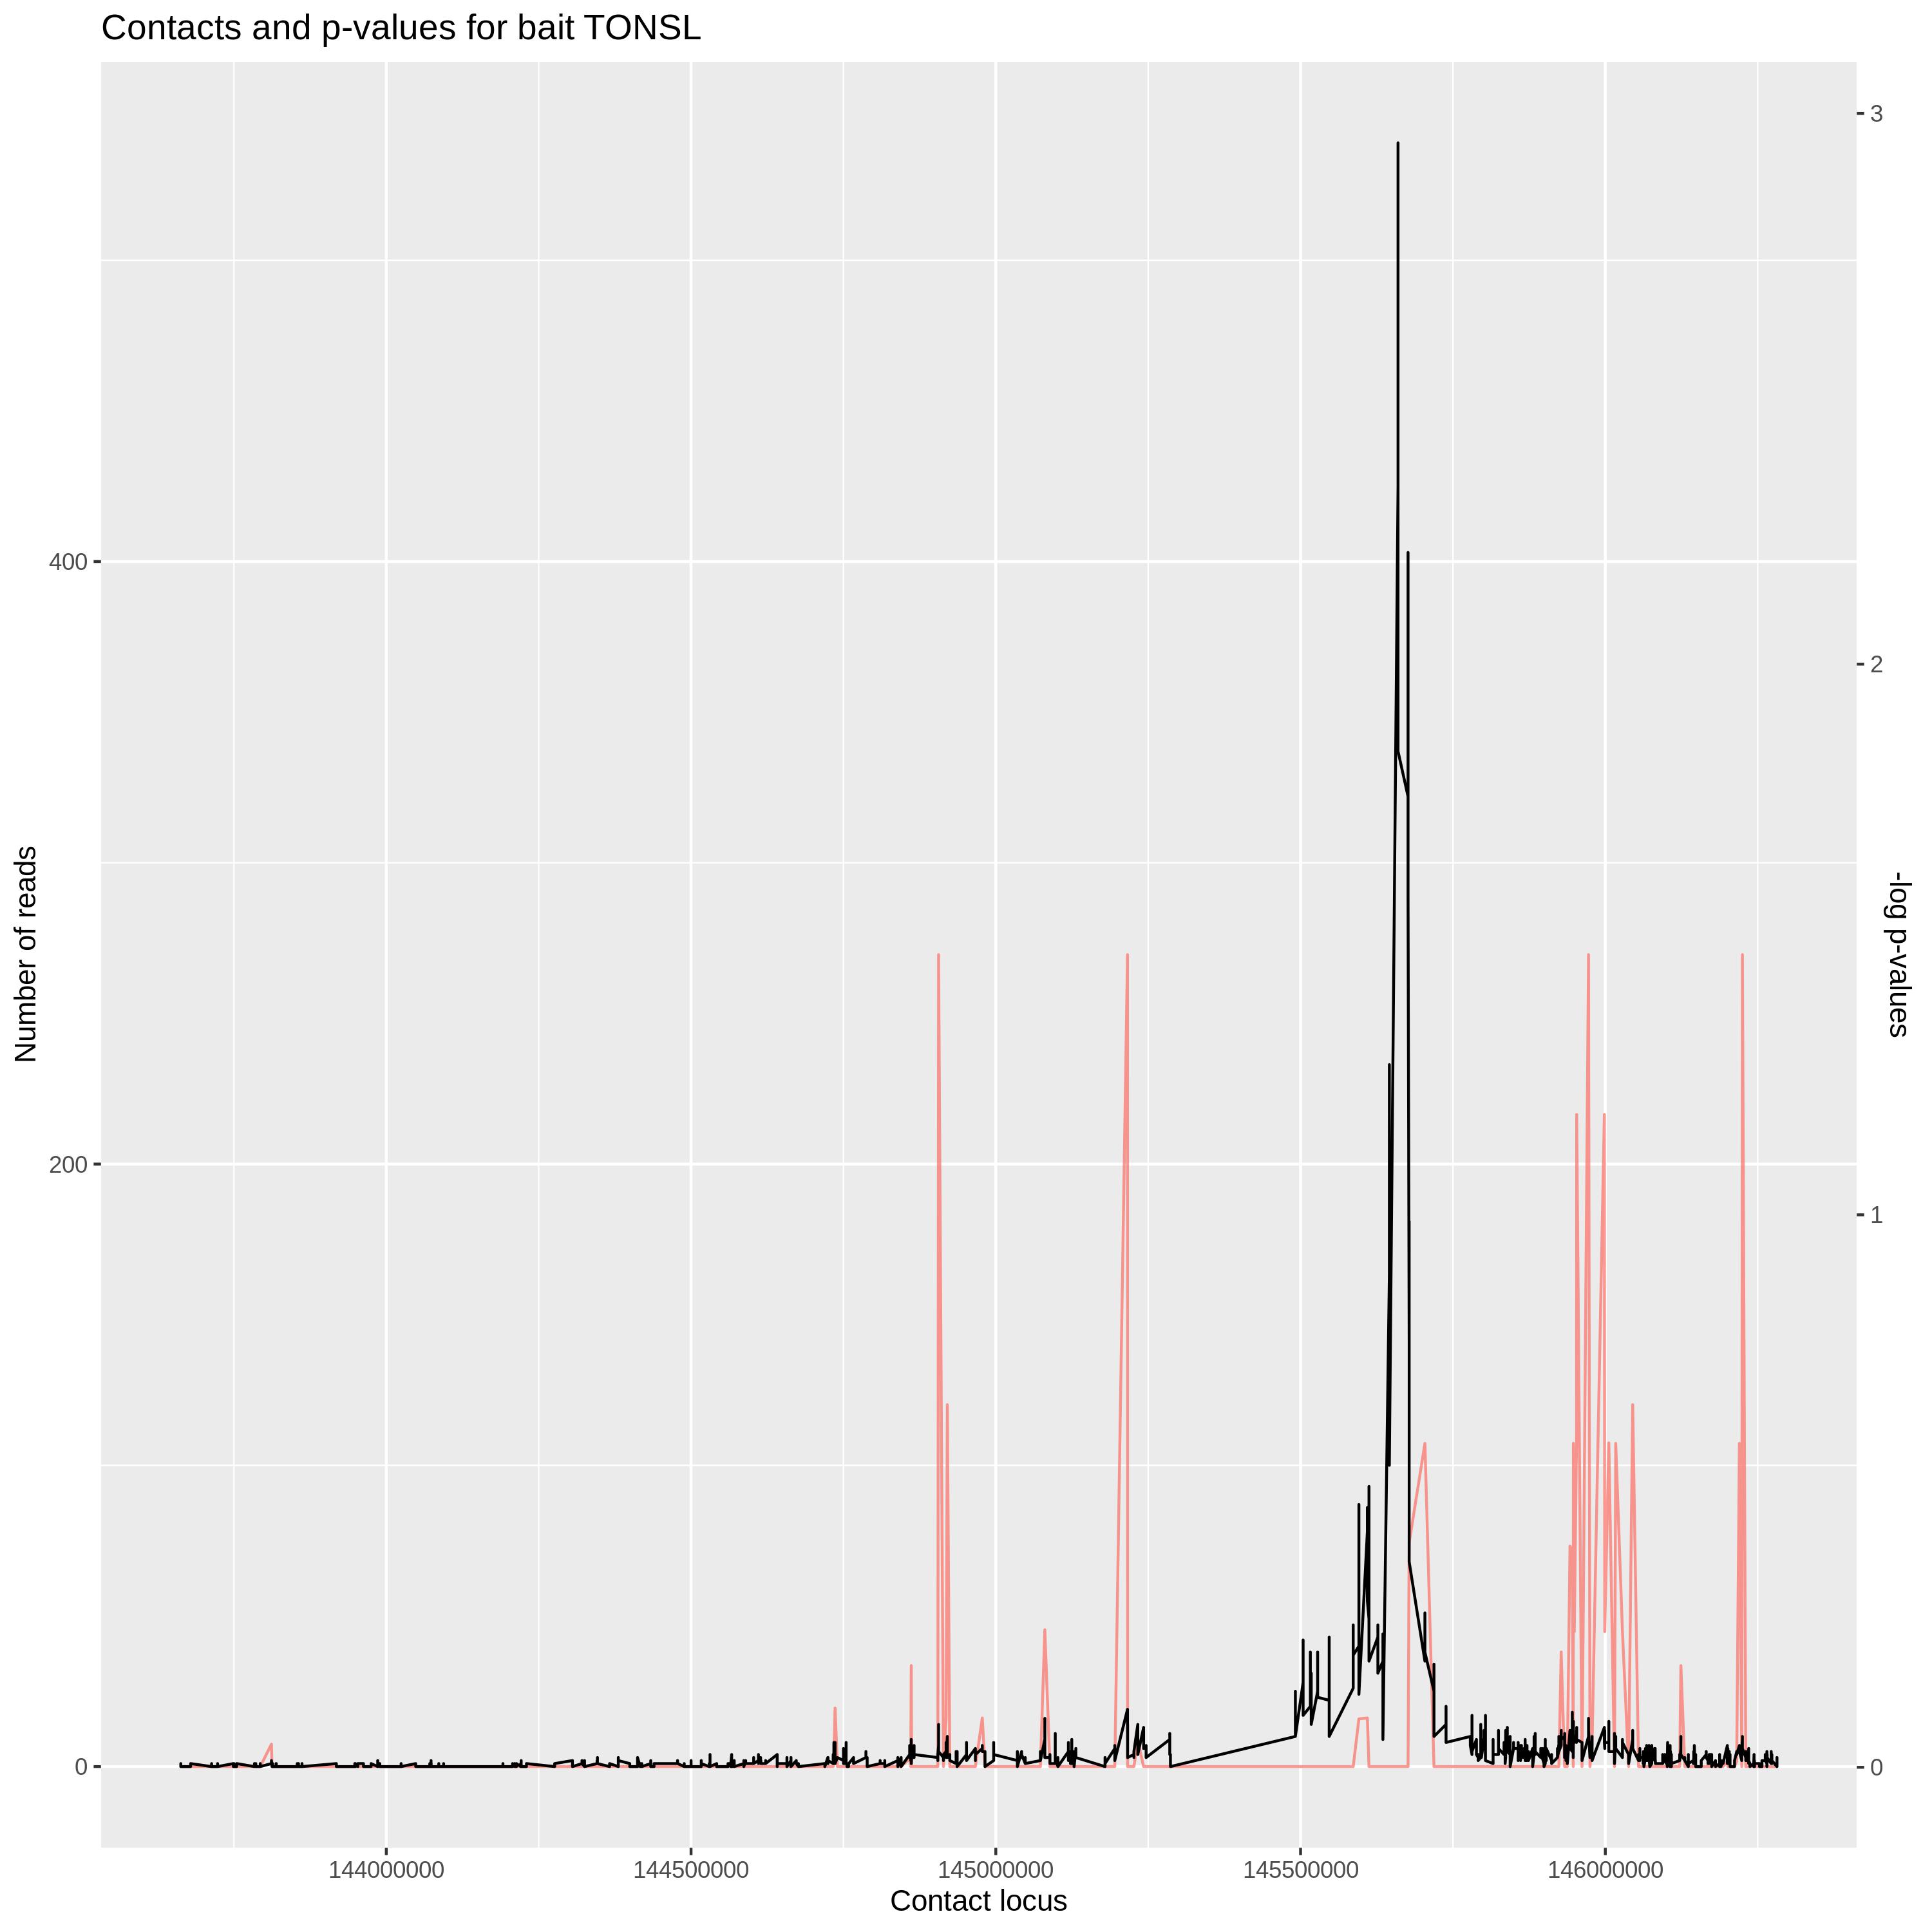 Contacts and p-values for bait TONSL
3
400
2
Number of reads
-log p-values
200
1
0
0
144000000 144500000 145000000 145500000 146000000
Contact locus